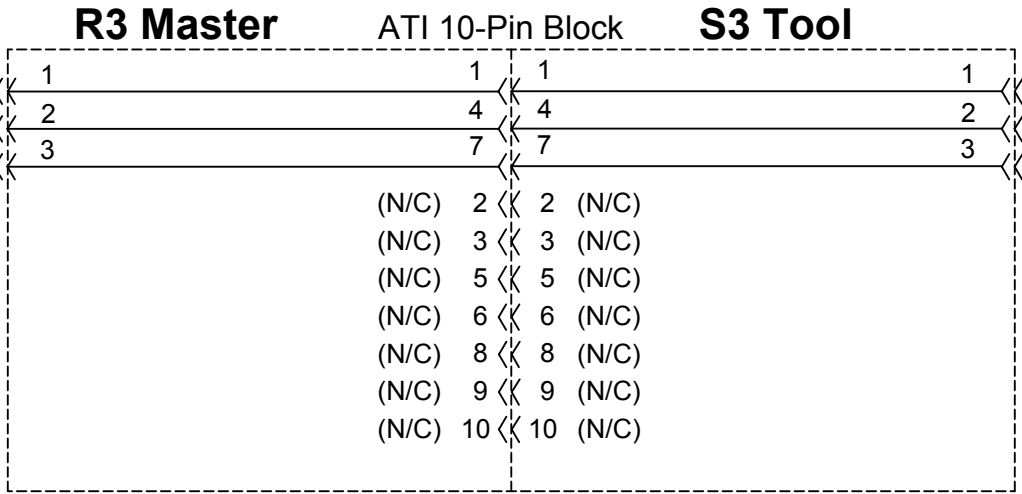 R3 Master ATI 10-Pin Block S3 Tool
1 1 1 1
2 4 4 2
3 7 7 3
(N/C) 2 2 (N/C)
(N/C) 3 3 (N/C)
(N/C) 5 5 (N/C)
(N/C) 6 6 (N/C)
(N/C) 8 8 (N/C)
(N/C) 9 9 (N/C)
(N/C) 10 10 (N/C)